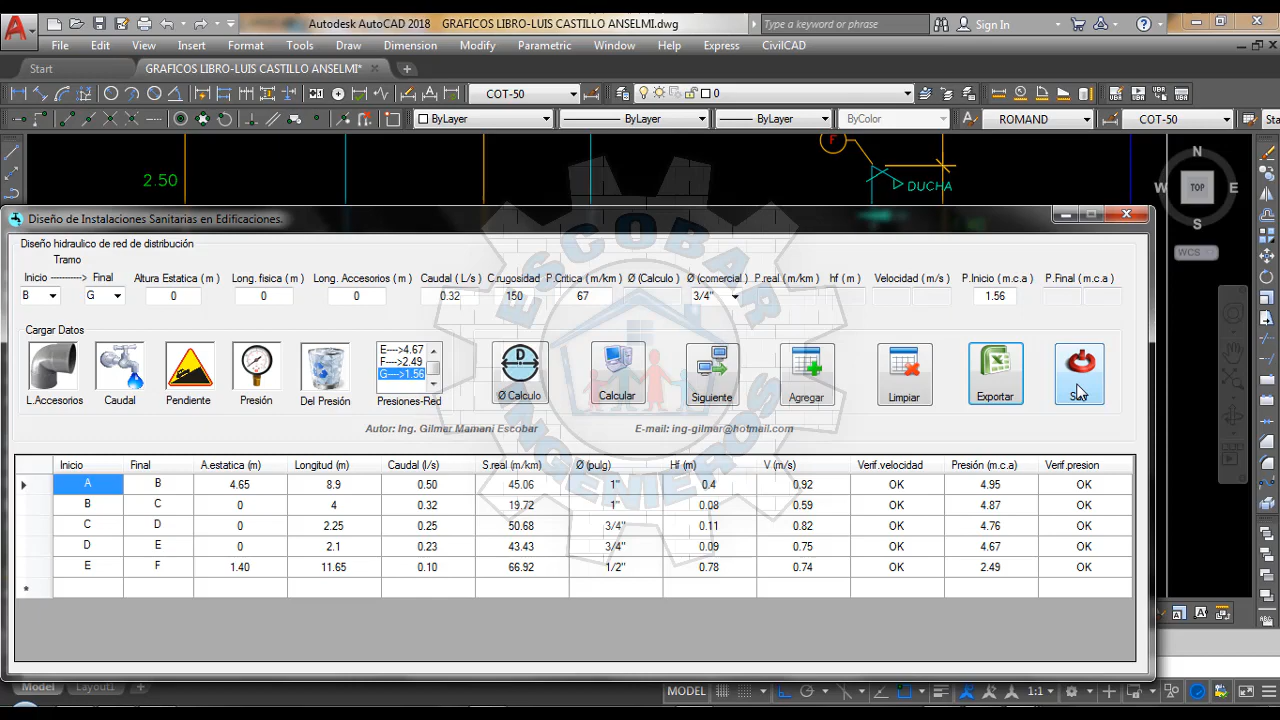 Autodesk AutoCAD 2018 GRAFICOS LIBRO-LUIS CASTILLO ANSELMI.dwg
Type a keyword or phrase
Sign In
File Edit View Insert Format Tools Draw Dimension Modify Parametric Window Help Express CivilCAD
Start GRAFICOS LIBRO-LUIS CASTILLO ANSELMI*
COT-50 0
ByLayer ByLayer ByLayer ByColor ROMAND COT-50 Sta
F
2.50
DUCHA
N
W TOP E
S
WCS
Diseño de Instalaciones Sanitarias en Edificaciones.
Diseño hidraulico de red de distribución
Tramo
Inicio ----------> Final Altura Estatica ( m ) Long. fisica ( m ) Long. Accesorios ( m ) Caudal ( L/s ) C.rugosidad P.Critica ( m/km ) Ø (Calculo ) Ø (comercial ) P.real ( m/km ) hf ( m ) Velocidad ( m/s ) P.Inicio ( m.c.a ) P.Final ( m.c.a )
B G 0 0 0 0.32 150 67 3/4" 1.56
Cargar Datos
L.Accesorios Caudal Pendiente Presión Del Presión
E--->4.67
F--->2.49
G--->1.56
Presiones-Red
Ø Calculo Calcular Siguiente Agregar Limpiar Exportar
Autor: Ing. Gilmar Mamani Escobar E-mail: ing-gilmar@hotmail.com
ESCOBAR
INGENIEROS
Inicio Final A.estatica (m) Longitud (m) Caudal (l/s) S.real (m/km) Ø (pulg) Hf (m) V (m/s) Verif.velocidad Presión (m.c.a) Verif.presion
A B 4.65 8.9 0.50 45.06 1" 0.4 0.92 OK 4.95 OK
B C 0 4 0.32 19.72 1" 0.08 0.59 OK 4.87 OK
C D 0 2.25 0.25 50.68 3/4" 0.11 0.82 OK 4.76 OK
D E 0 2.1 0.23 43.43 3/4" 0.09 0.75 OK 4.67 OK
E F 1.40 11.65 0.10 66.92 1/2" 0.78 0.74 OK 2.49 OK
Model Layout1
MODEL 1:1